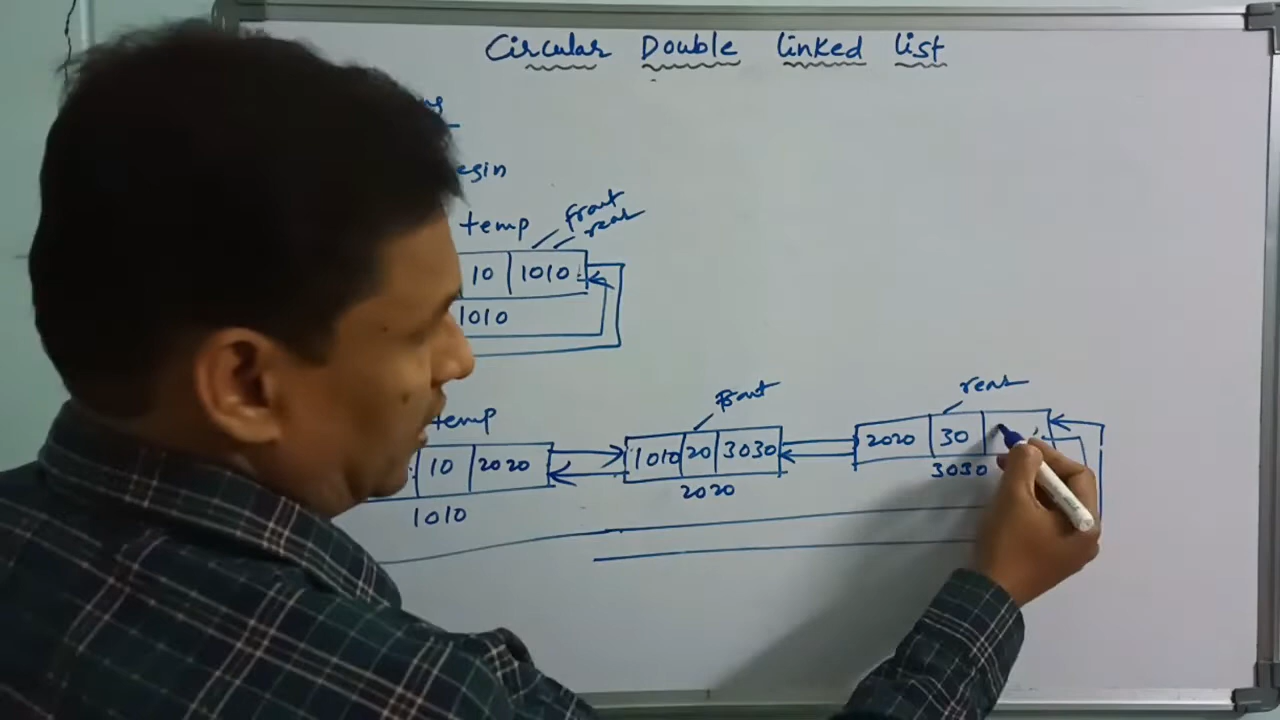 Circular Double linked list
egin
temp front
rear
10 1010
1010
temp front rear
10 2020 1010 20 3030 2020 30
1010 2020 3030